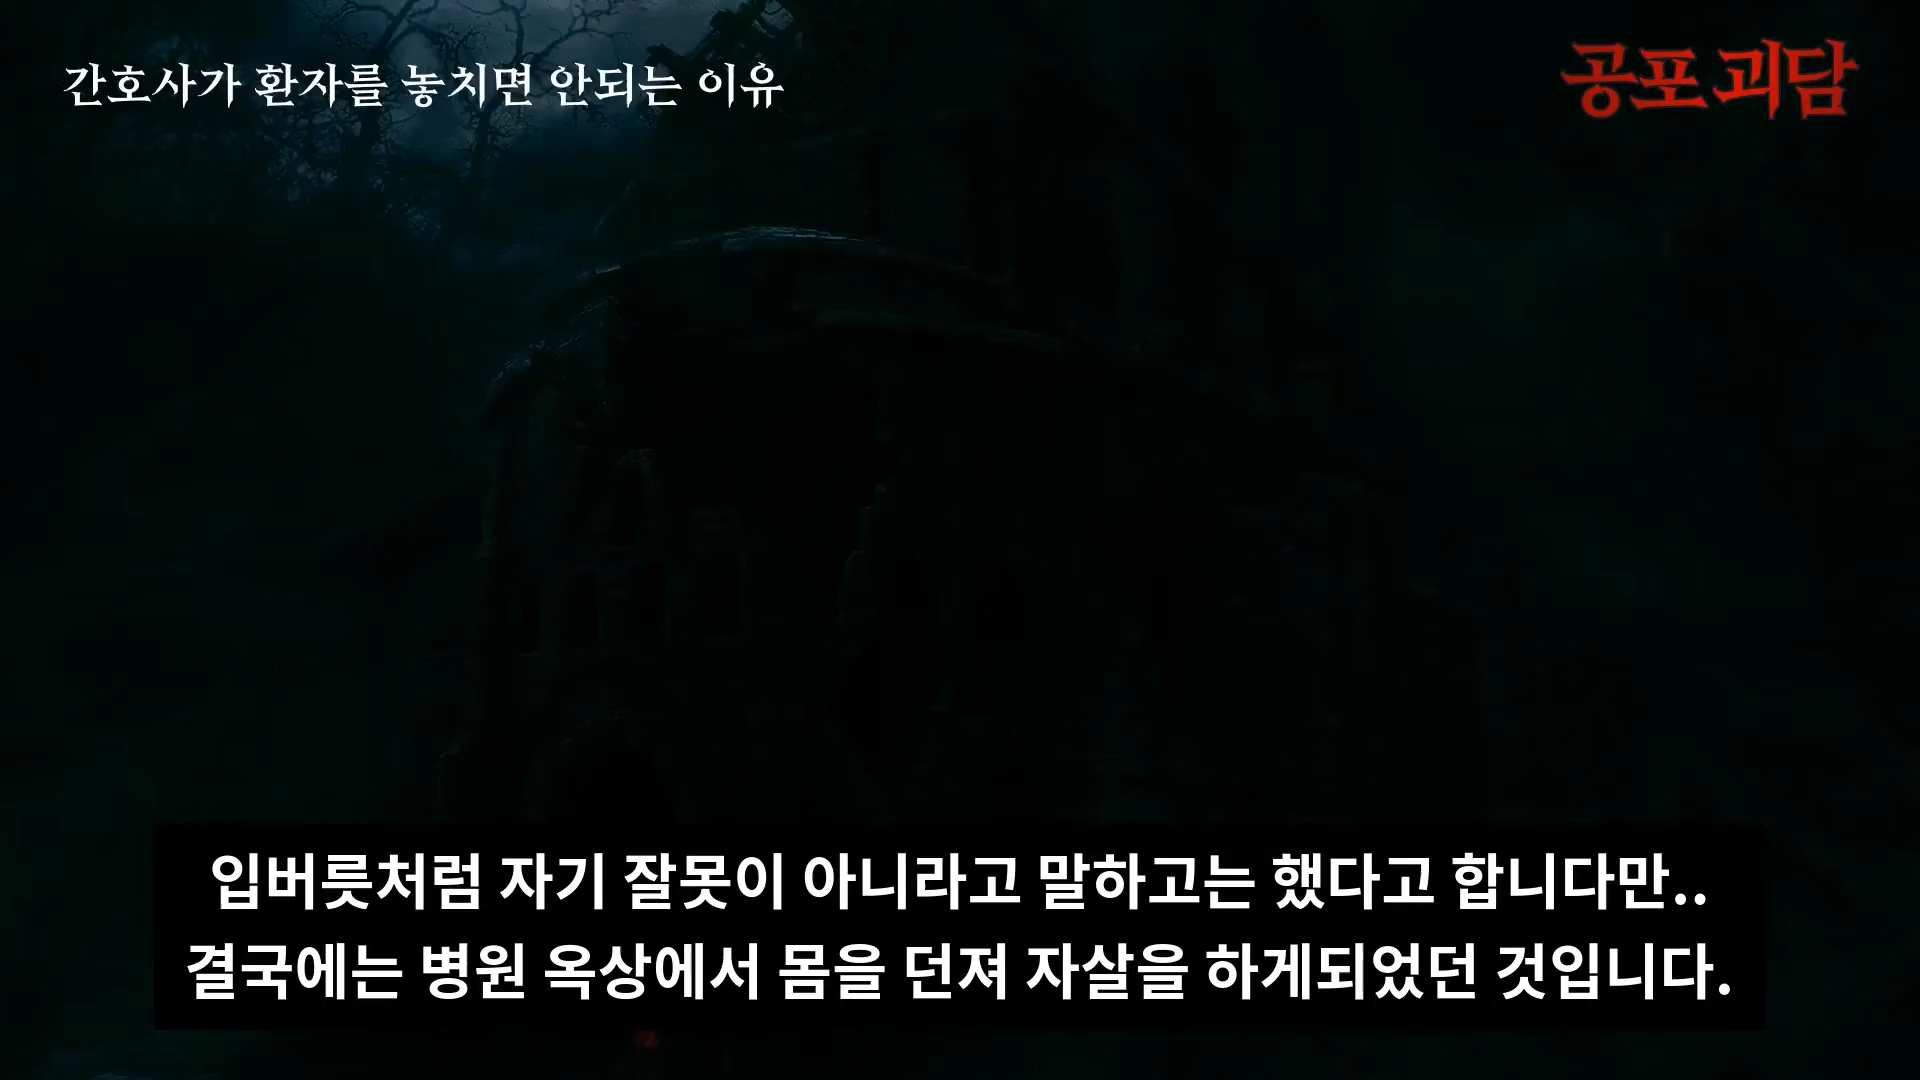 간호사가 환자를 놓치면 안되는 이유
공포 괴담
입버릇처럼 자기 잘못이 아니라고 말하고는 했다고 합니다만..
결국에는 병원 옥상에서 몸을 던져 자살을 하게되었던 것입니다.